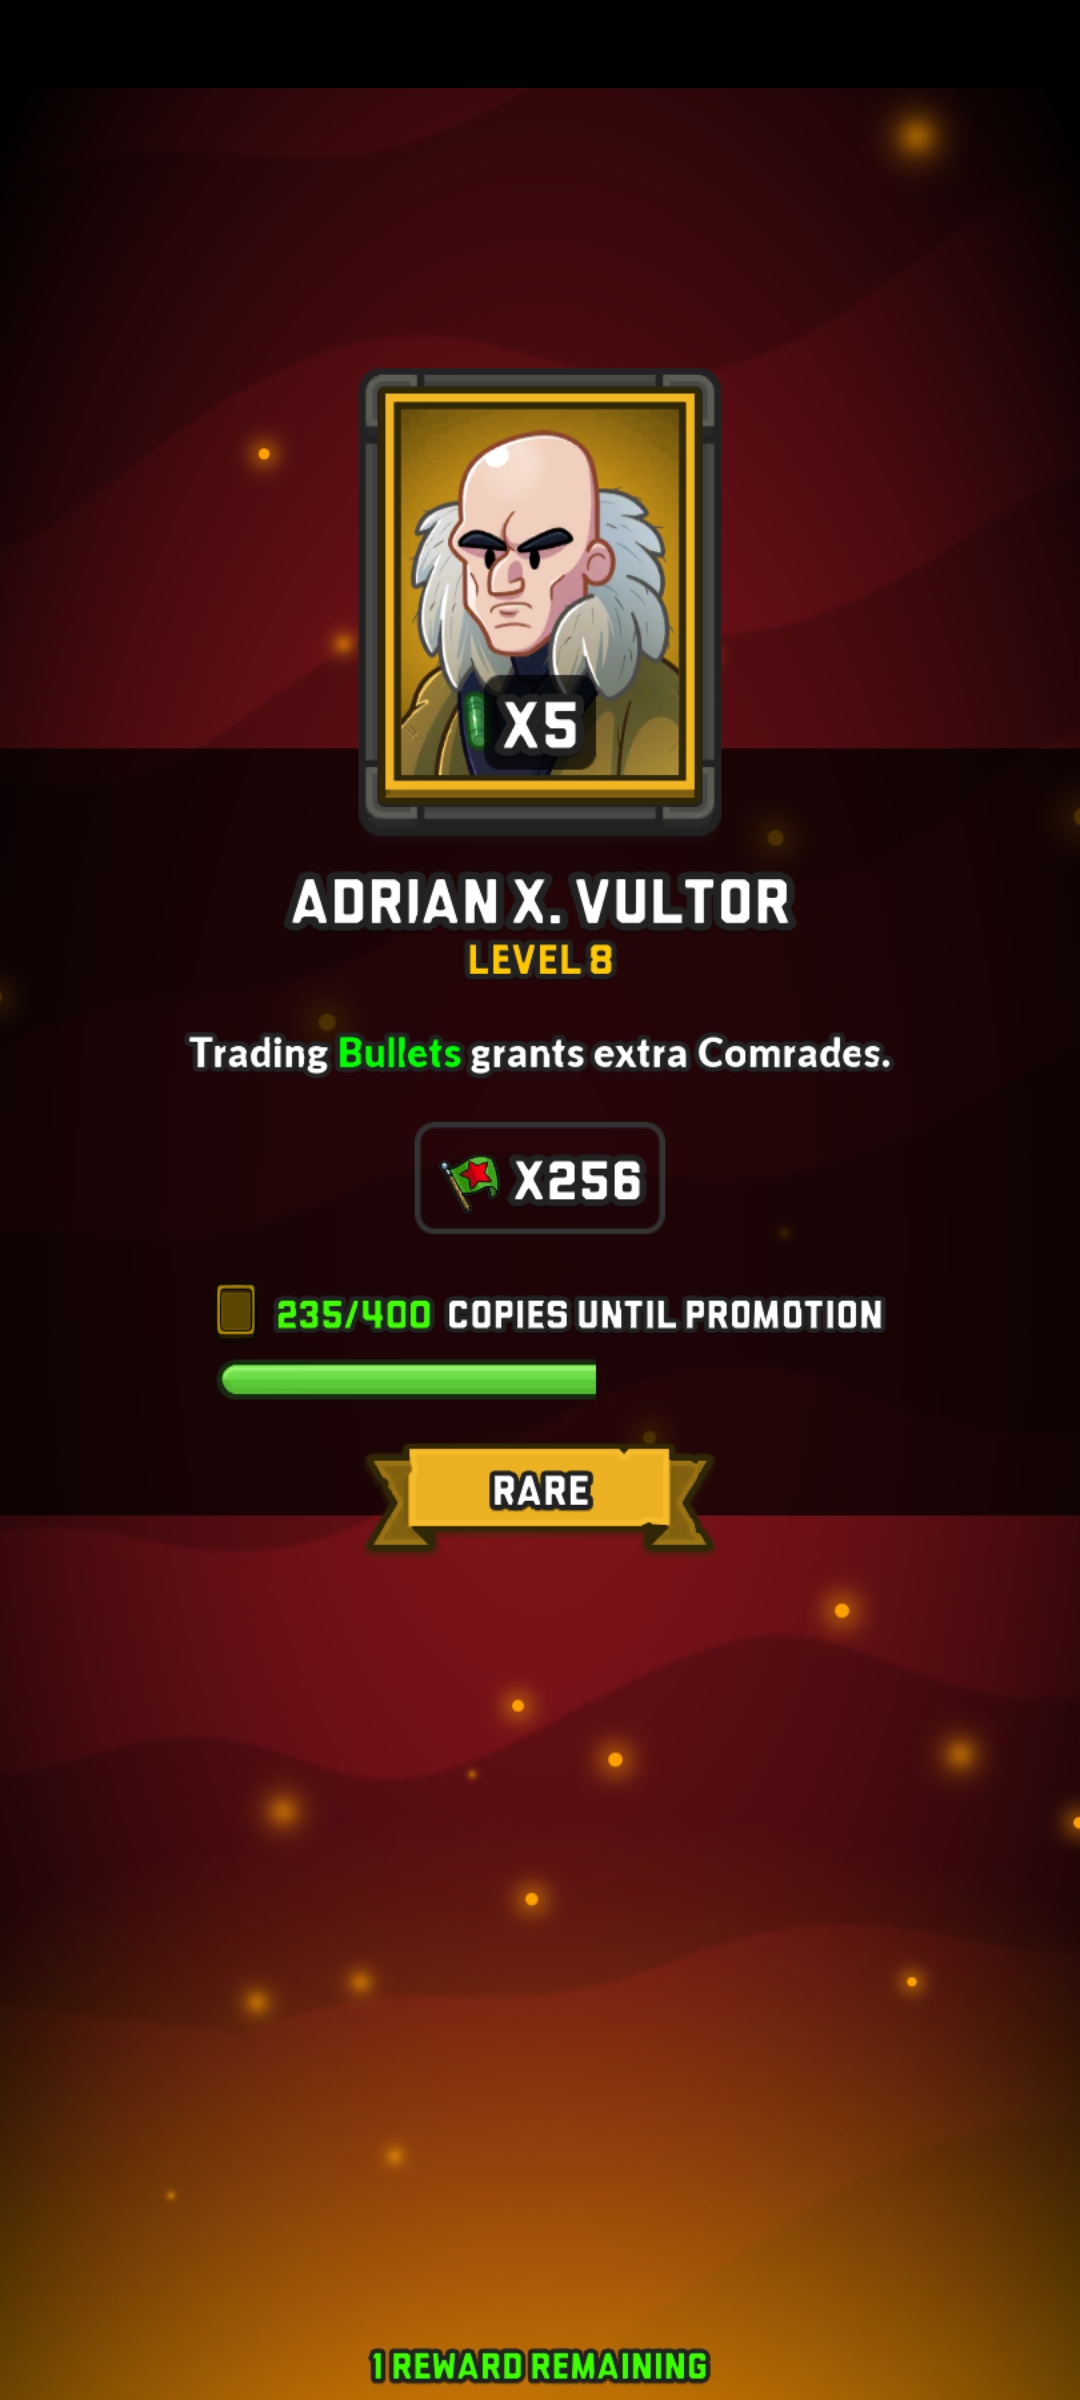 X5
ADRIAN X. VULTOR
LEVEL 8
Trading Bullets grants extra Comrades.
X256
235/400 COPIES UNTIL PROMOTION
RARE
1 REWARD REMAINING